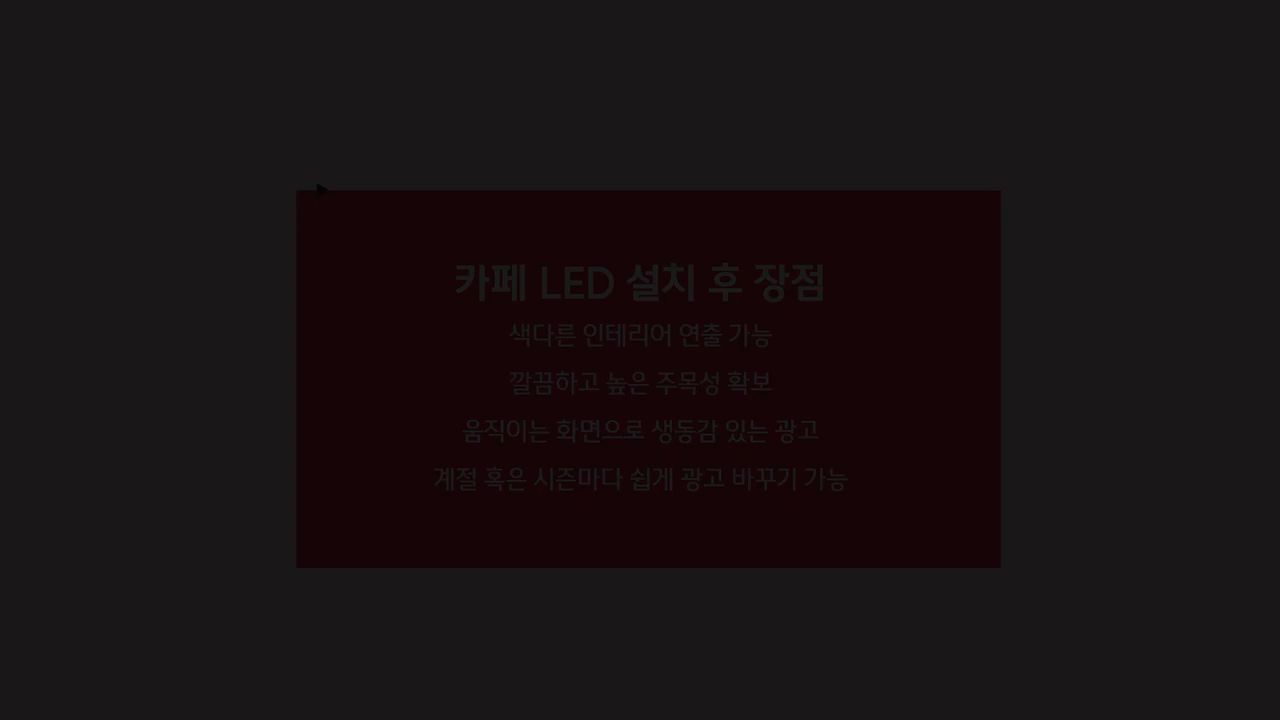 카페 LED 설치 후 장점
색다른 인테리어 연출 가능
깔끔하고 높은 주목성 확보
움직이는 화면으로 생동감 있는 광고
계절 혹은 시즌마다 쉽게 광고 바꾸기 가능